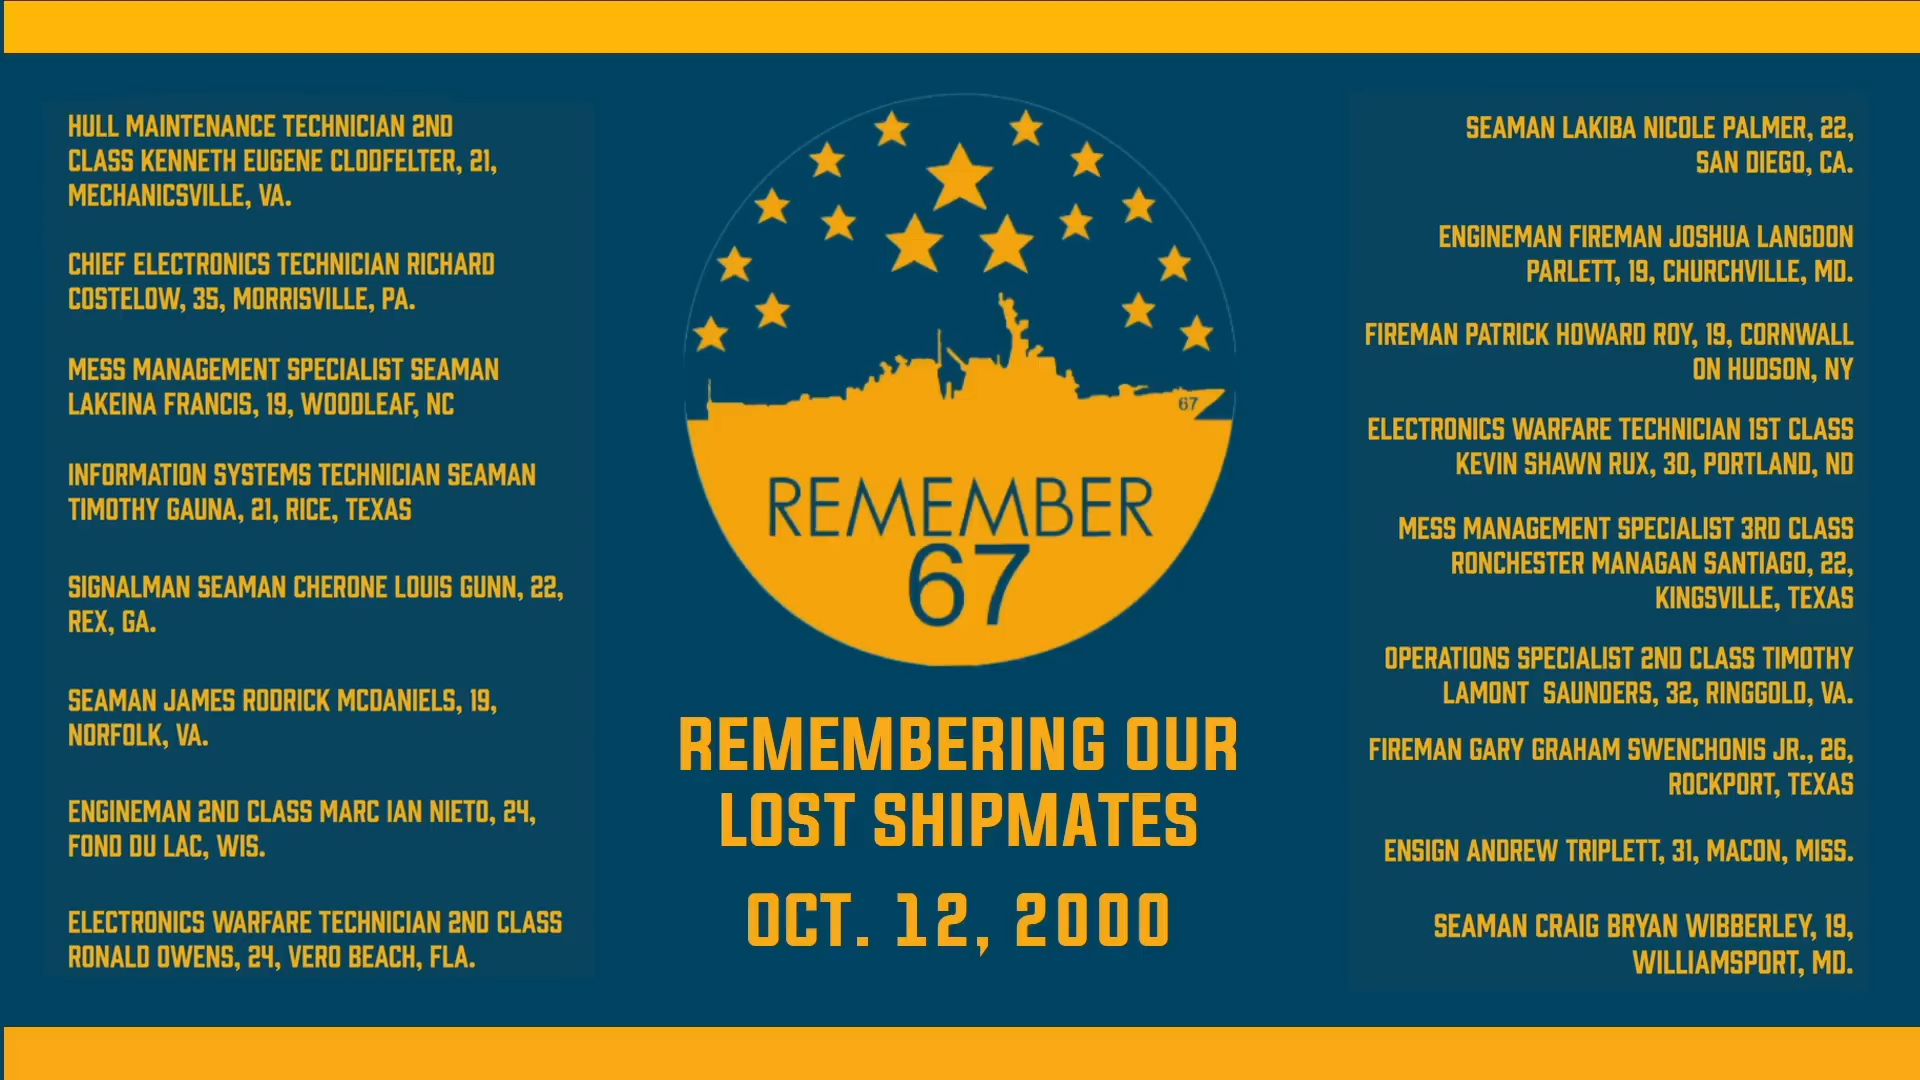 HULL MAINTENANCE TECHNICIAN 2ND
CLASS KENNETH EUGENE CLODFELTER, 21,
MECHANICSVILLE, VA.
CHIEF ELECTRONICS TECHNICIAN RICHARD
COSTELOW, 35, MORRISVILLE, PA.
MESS MANAGEMENT SPECIALIST SEAMAN
LAKEINA FRANCIS, 19, WOODLEAF, NC
INFORMATION SYSTEMS TECHNICIAN SEAMAN
TIMOTHY GAUNA, 21, RICE, TEXAS
SIGNALMAN SEAMAN CHERONE LOUIS GUNN, 22,
REX, GA.
SEAMAN JAMES RODRICK MCDANIELS, 19,
NORFOLK, VA.
ENGINEMAN 2ND CLASS MARC IAN NIETO, 24,
FOND DU LAC, WIS.
ELECTRONICS WARFARE TECHNICIAN 2ND CLASS
RONALD OWENS, 24, VERO BEACH, FLA.
67
REMEMBER
67
REMEMBERING OUR
LOST SHIPMATES
OCT. 12, 2000
SEAMAN LAKIBA NICOLE PALMER, 22,
SAN DIEGO, CA.
ENGINEMAN FIREMAN JOSHUA LANGDON
PARLETT, 19, CHURCHVILLE, MD.
FIREMAN PATRICK HOWARD ROY, 19, CORNWALL
ON HUDSON, NY
ELECTRONICS WARFARE TECHNICIAN 1ST CLASS
KEVIN SHAWN RUX, 30, PORTLAND, ND
MESS MANAGEMENT SPECIALIST 3RD CLASS
RONCHESTER MANAGAN SANTIAGO, 22,
KINGSVILLE, TEXAS
OPERATIONS SPECIALIST 2ND CLASS TIMOTHY
LAMONT SAUNDERS, 32, RINGGOLD, VA.
FIREMAN GARY GRAHAM SWENCHONIS JR., 26,
ROCKPORT, TEXAS
ENSIGN ANDREW TRIPLETT, 31, MACON, MISS.
SEAMAN CRAIG BRYAN WIBBERLEY, 19,
WILLIAMSPORT, MD.